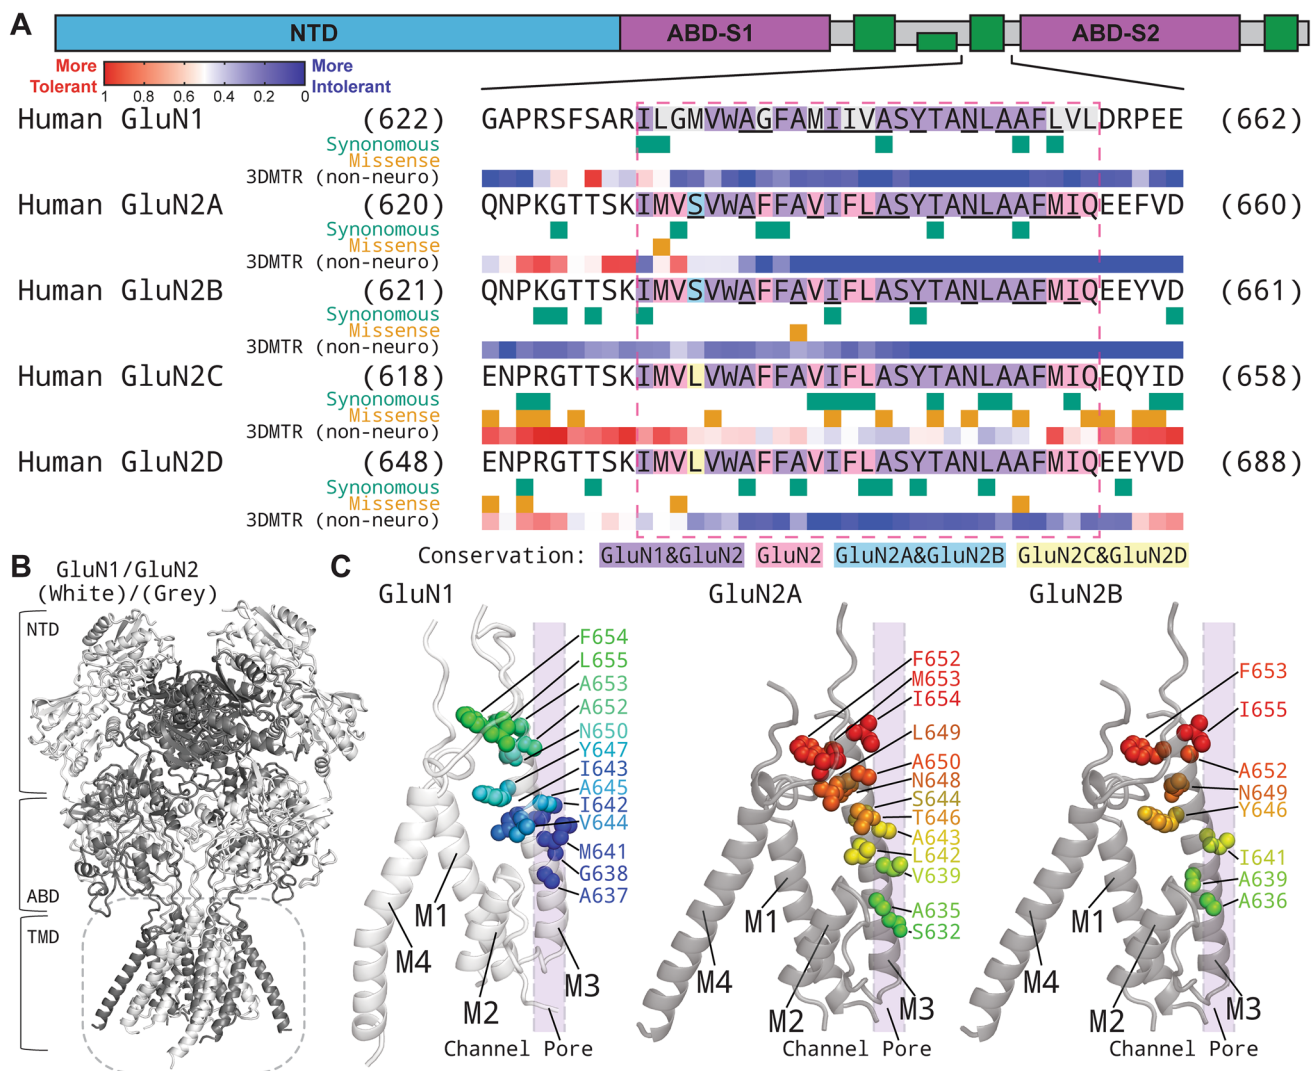 A
NTD
ABD-S1
ABD-S2
More
Tolerant
More
Intolerant
1 0.8 0.6 0.4 0.2 0
Human GluN1 (622) GAPRSFSARILGMVWAGFAMIIVASYTANLAAFLVLDRPEE (662)
Synonomous
Missense
3DMTR (non-neuro)
Human GluN2A (620) QNPKGTTSKIMVSVWAFFAVIFLASYTANLAAFMIQEEFVD (660)
Synonomous
Missense
3DMTR (non-neuro)
Human GluN2B (621) QNPKGTTSKIMVSVWAFFAVIFLASYTANLAAFMIQEEYVD (661)
Synonomous
Missense
3DMTR (non-neuro)
Human GluN2C (618) ENPRGTTSKIMVLVWAFFAVIFLASYTANLAAFMIQEQYID (658)
Synonomous
Missense
3DMTR (non-neuro)
Human GluN2D (648) ENPRGTTSKIMVLVWAFFAVIFLASYTANLAAFMIQEEYVD (688)
Synonomous
Missense
3DMTR (non-neuro)
Conservation: GluN1&GluN2 GluN2 GluN2A&GluN2B GluN2C&GluN2D
B
GluN1/GluN2
(White)/(Grey)
NTD
ABD
TMD
C
GluN1
F654
L655
A653
A652
N650
Y647
I643
A645
I642
V644
M641
G638
A637
M1
M4
M2
M3
Channel Pore
GluN2A
F652
M653
I654
L649
A650
N648
S644
T646
A643
L642
V639
A635
S632
M1
M4
M2
M3
Channel Pore
GluN2B
F653
I655
A652
N649
Y646
I641
A639
A636
M1
M4
M2
M3
Channel Pore